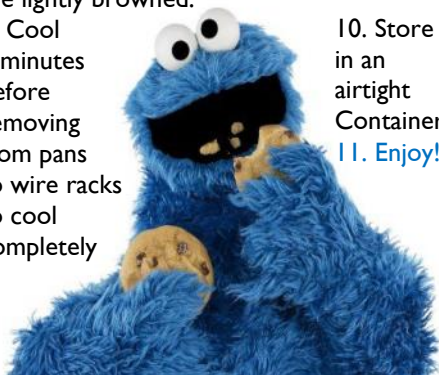 e lightly browned.
Cool
minutes
efore
emoving
om pans
o wire racks
o cool
ompletely
10. Store
in an
airtight
Container
11. Enjoy!